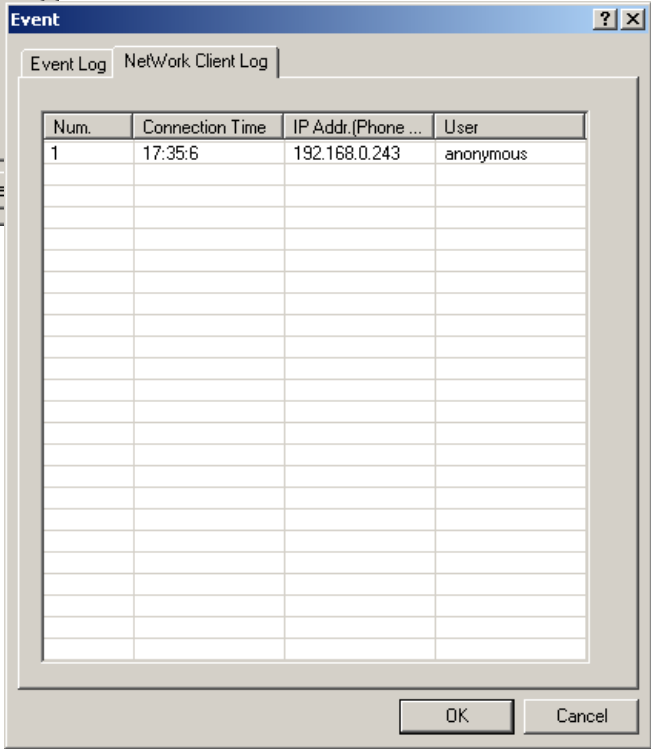 Event
Event Log NetWork Client Log
Num. Connection Time IP Addr.(Phone ... User
1 17:35:6 192.168.0.243 anonymous
OK Cancel